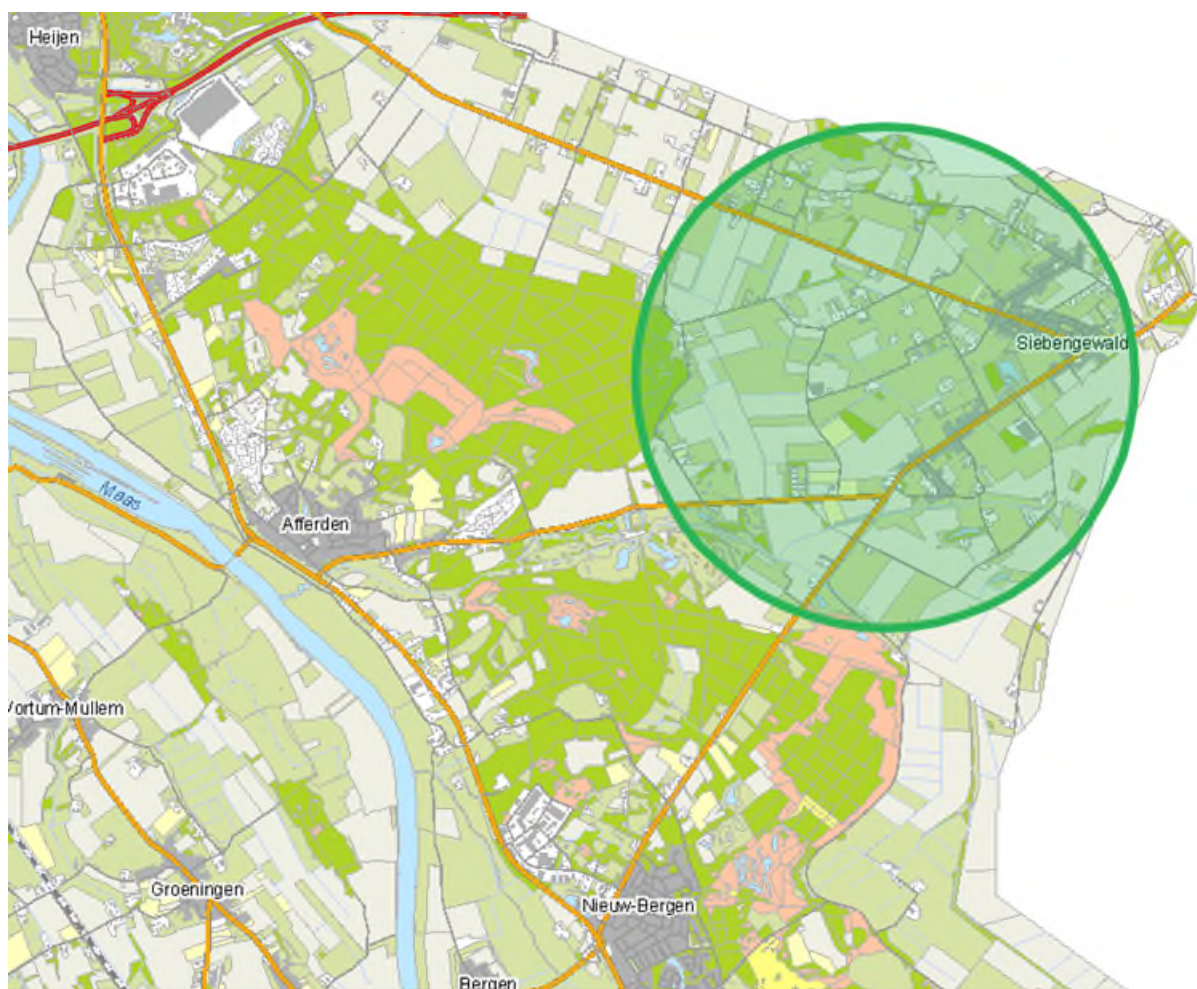 Heijen
Siebengewald
Maas
Afferden
Vortum-Mullem
Groeningen
Nieuw-Bergen
Bergen